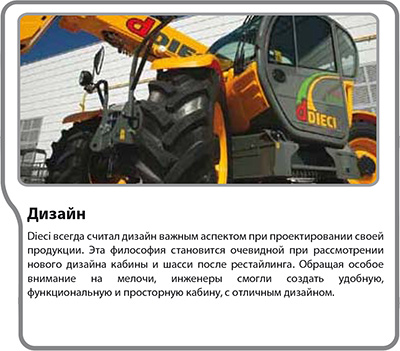 DIECI
DIECI
Дизайн
Dieci всегда считал дизайн важным аспектом при проектировании своей
продукции. Эта философия становится очевидной при рассмотрении
нового дизайна кабины и шасси после рестайлинга. Обращая особое
внимание на мелочи, инженеры смогли создать удобную,
функциональную и просторную кабину, с отличным дизайном.